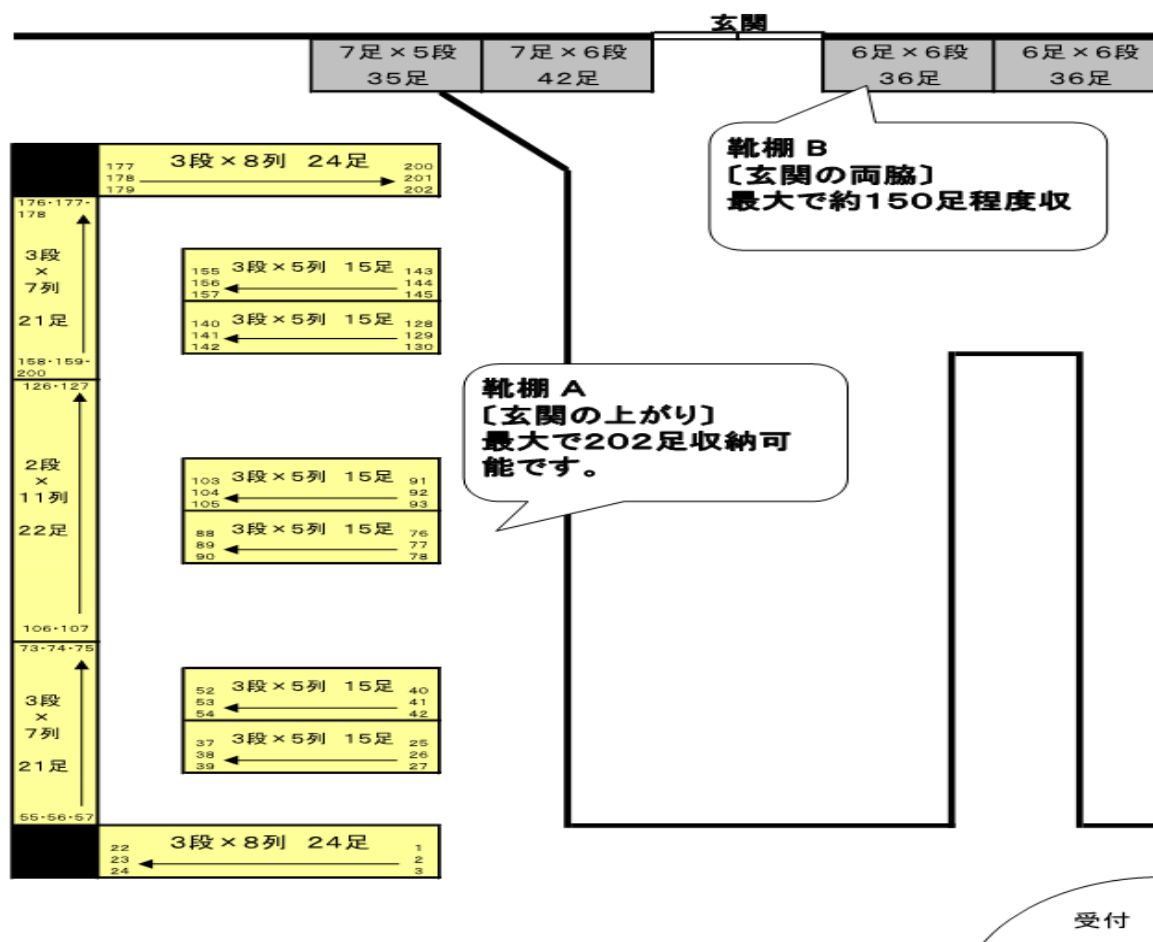 玄関
7足×5段
35足
7足×6段
42足
6足×6段
36足
6足×6段
36足
靴棚 B
〔玄関の両脇〕
最大で約150足程度収
3段×8列 24足
177
178
179
200
201
202
176・177・
178
3段
×
7列
21足
158・159・
200
155
156
157
3段×5列 15足
143
144
145
140
141
142
3段×5列 15足
128
129
130
靴棚 A
〔玄関の上がり〕
最大で202足収納可
能です。
126・127
2段
×
11列
22足
106・107
103
104
105
3段×5列 15足
91
92
93
88
89
90
3段×5列 15足
76
77
78
73・74・75
3段
×
7列
21足
55・56・57
52
53
54
3段×5列 15足
40
41
42
37
38
39
3段×5列 15足
25
26
27
3段×8列 24足
22
23
24
1
2
3
受付